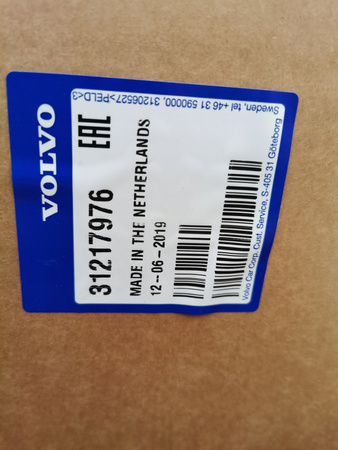 VOLVO
31217976 EAC
MADE IN THE NETHERLANDS
12-06-2019
Volvo Car Corp. Cust. Service, S-405 31 Göteborg
Sweden, tel +46 31 590000, 31206527>PELD<3